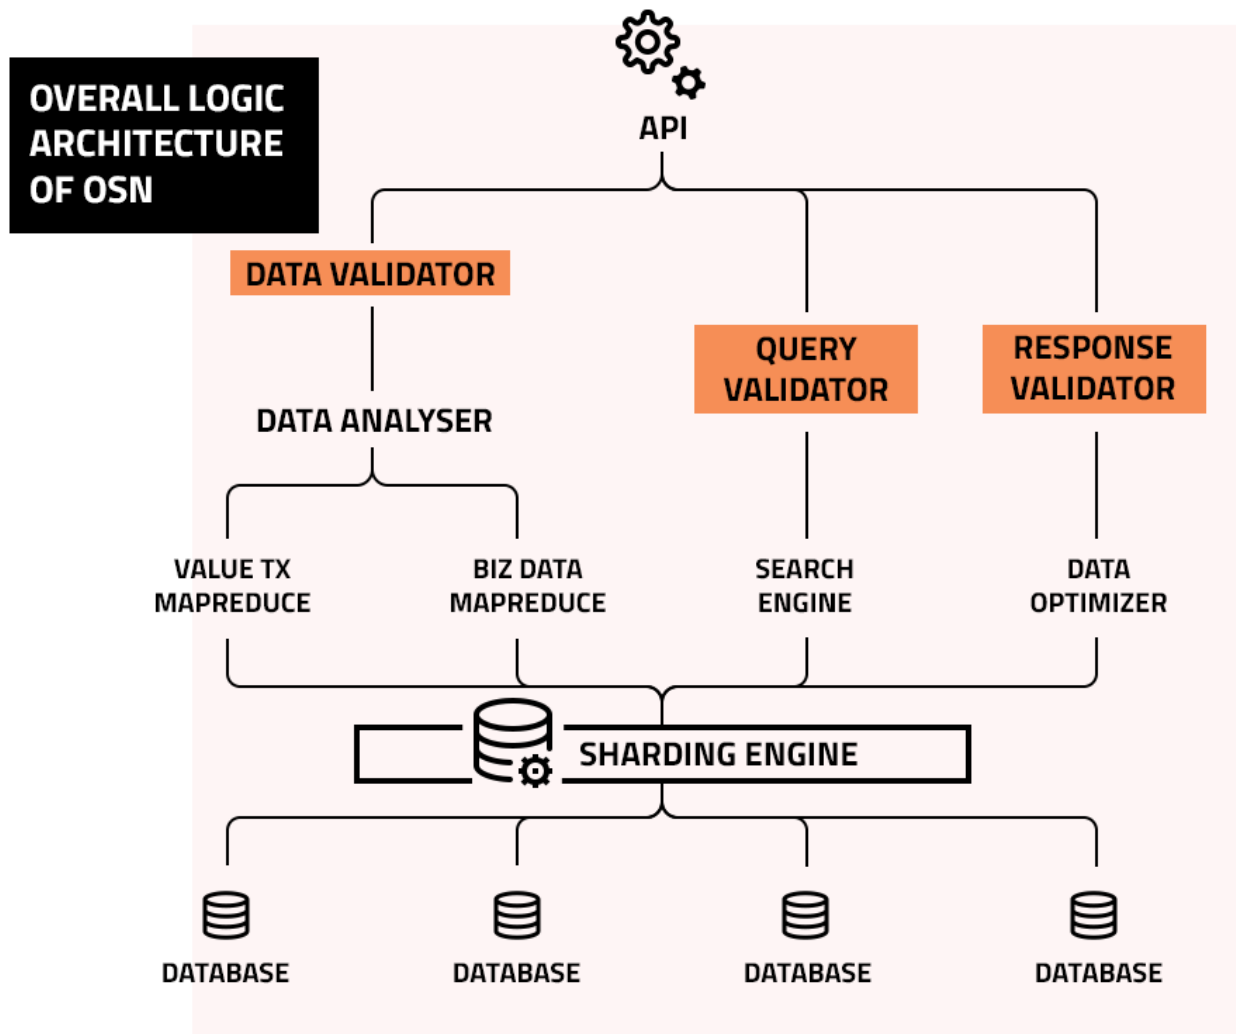 OVERALL LOGIC
ARCHITECTURE
OF OSN
API
DATA VALIDATOR
QUERY
VALIDATOR
RESPONSE
VALIDATOR
DATA ANALYSER
VALUE TX
MAPREDUCE
BIZ DATA
MAPREDUCE
SEARCH
ENGINE
DATA
OPTIMIZER
SHARDING ENGINE
DATABASE
DATABASE
DATABASE
DATABASE